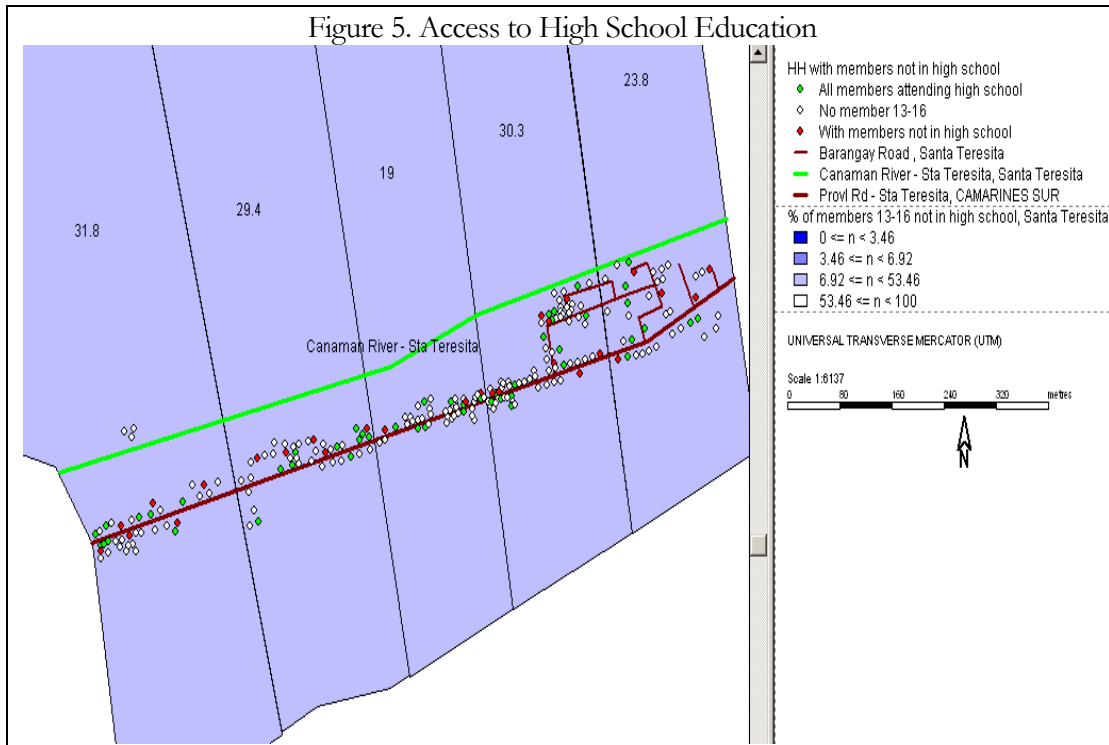 Figure 5. Access to High School Education
23.8
30.3
19
29.4
31.8
Canaman River - Sta Teresita
HH with members not in high school
All members attending high school
No member 13-16
With members not in high school
Barangay Road , Santa Teresita
Canaman River - Sta Teresita, Santa Teresita
Provl Rd - Sta Teresita, CAMARINES SUR
% of members 13-16 not in high school, Santa Teresita
0 <= n < 3.46
3.46 <= n < 6.92
6.92 <= n < 53.46
53.46 <= n < 100
UNIVERSAL TRANSVERSE MERCATOR (UTM)
Scale 1:6137
0 80 160 240 320 metres
N